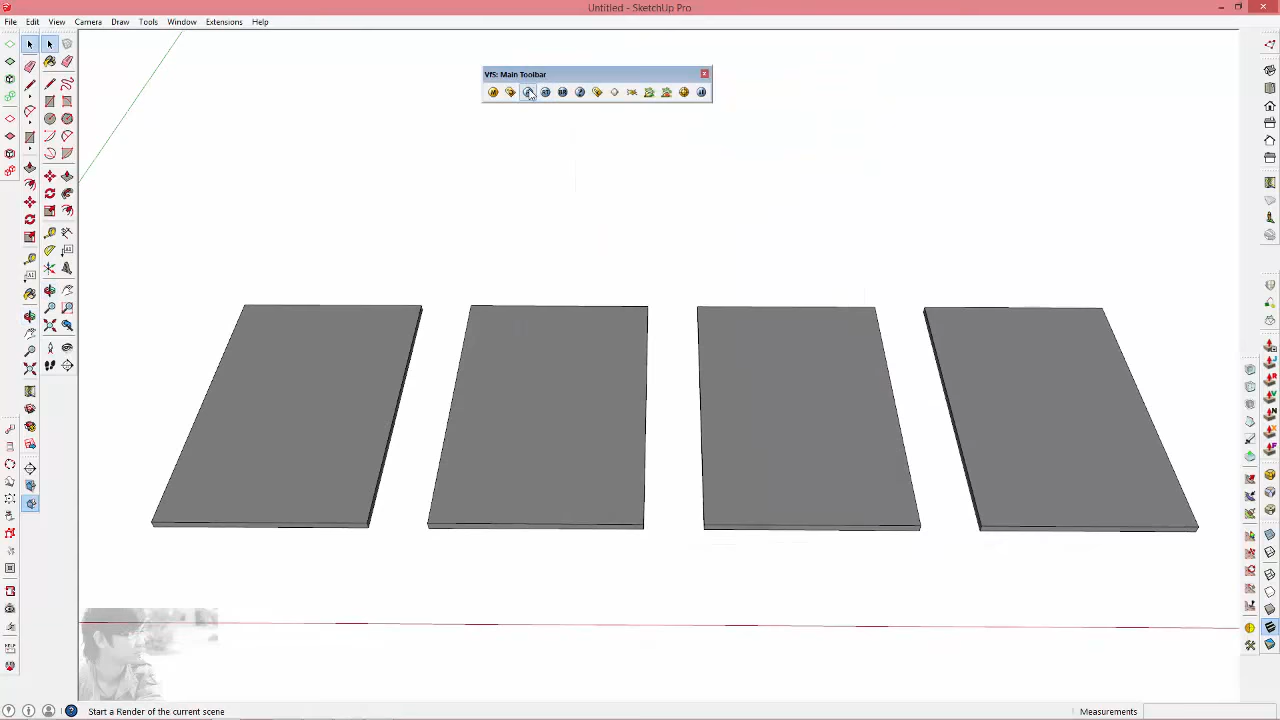 Untitled - SketchUp Pro
File Edit View Camera Draw Tools Window Extensions Help
VfS: Main Toolbar
Start a Render of the current scene
Measurements